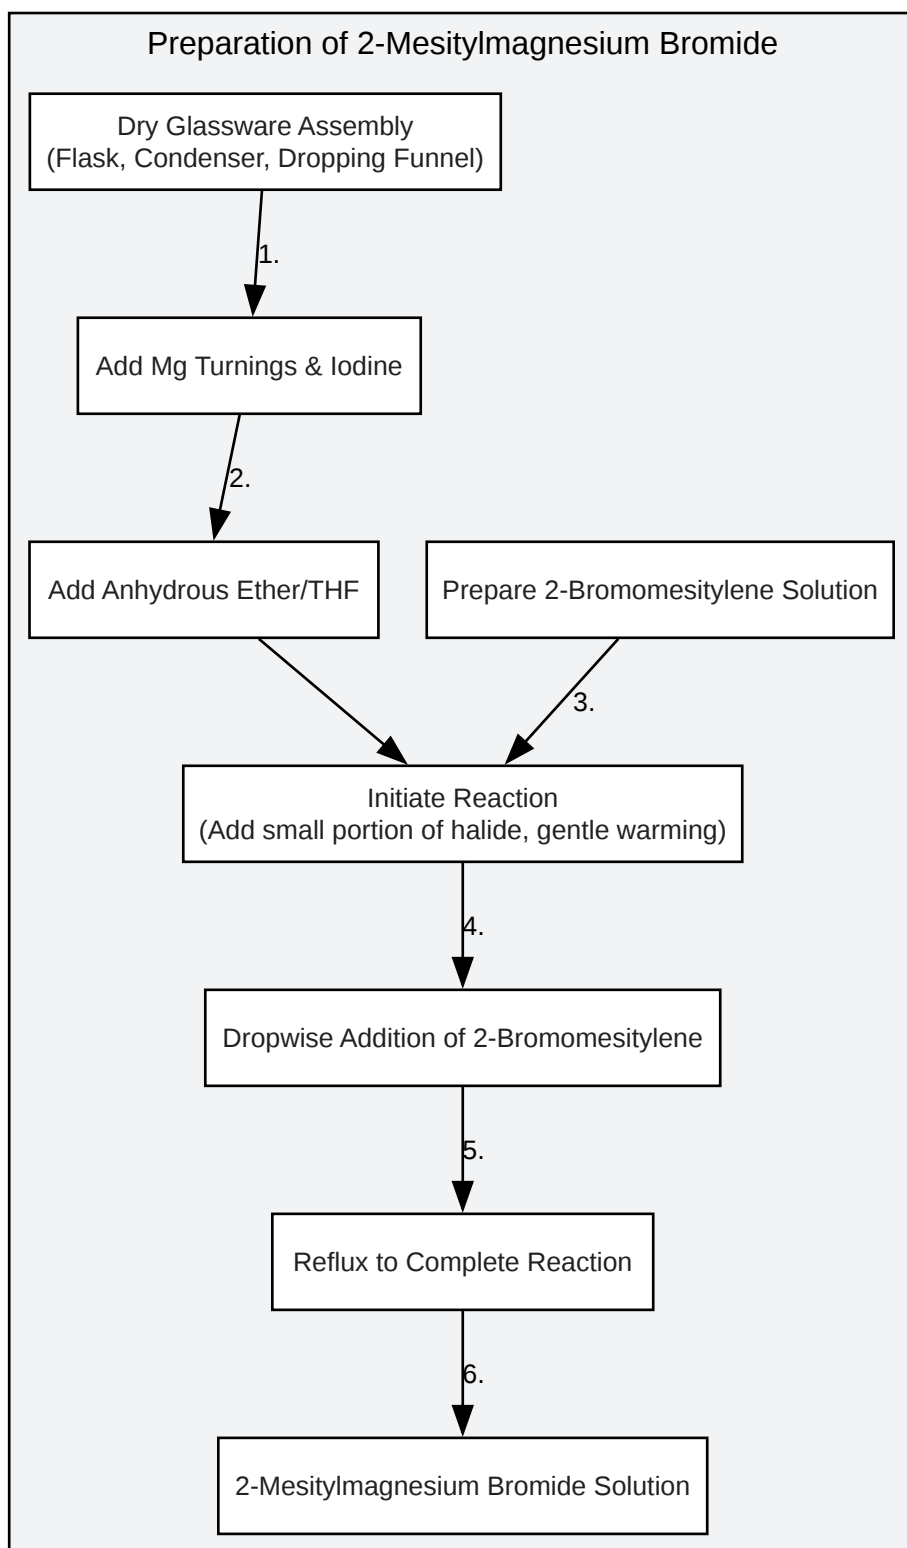 Preparation of 2-Mesitylmagnesium Bromide
Dry Glassware Assembly
(Flask, Condenser, Dropping Funnel)
1.
Add Mg Turnings & Iodine
2.
Add Anhydrous Ether/THF
Prepare 2-Bromomesitylene Solution
3.
Initiate Reaction
(Add small portion of halide, gentle warming)
4.
Dropwise Addition of 2-Bromomesitylene
5.
Reflux to Complete Reaction
6.
2-Mesitylmagnesium Bromide Solution